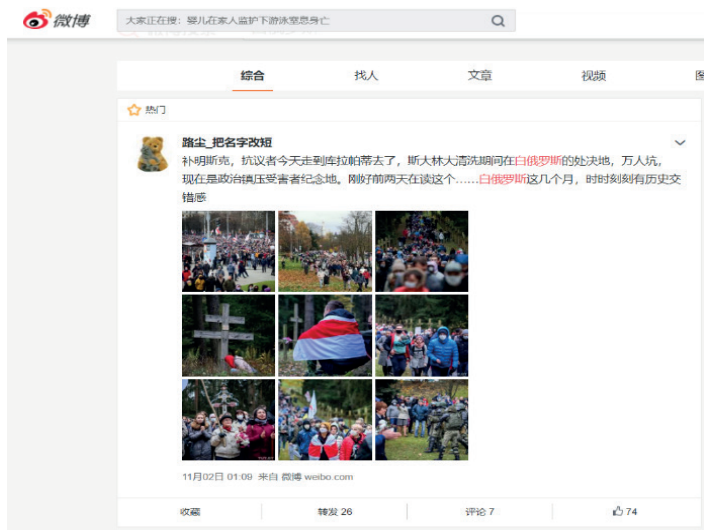 微博
大家正在搜：婴儿在家人监护下游泳窒息身亡
综合 找人 文章 视频 图
热门
路尘_把名字改短
补明斯克，抗议者今天走到库拉帕蒂去了，斯大林大清洗期间在白俄罗斯的处决地，万人坑，
现在是政治镇压受害者纪念地。刚好前两天在读这个……白俄罗斯这几个月，时时刻刻有历史交
错感
11月02日 01:09 来自 微博 weibo.com
收藏 转发 26 评论 7 74